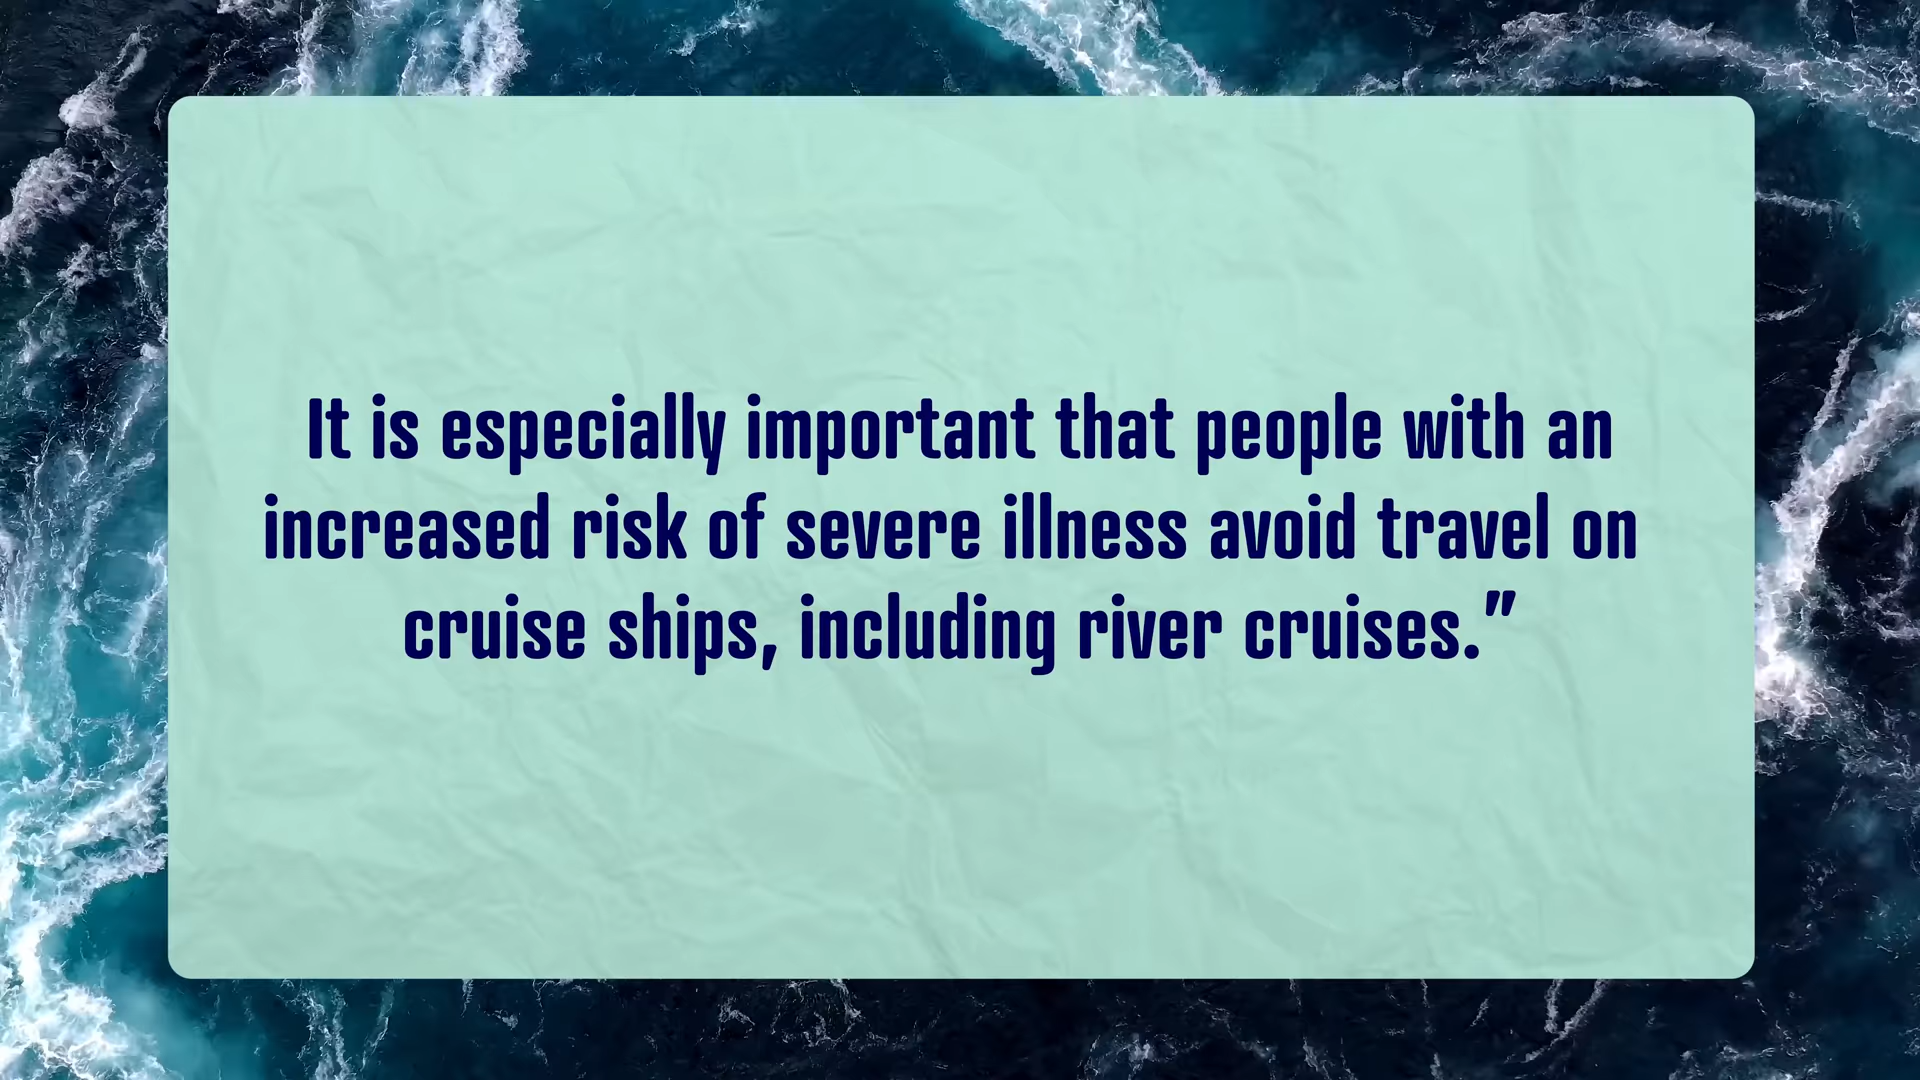 It is especially important that people with an
increased risk of severe illness avoid travel on
cruise ships, including river cruises.”